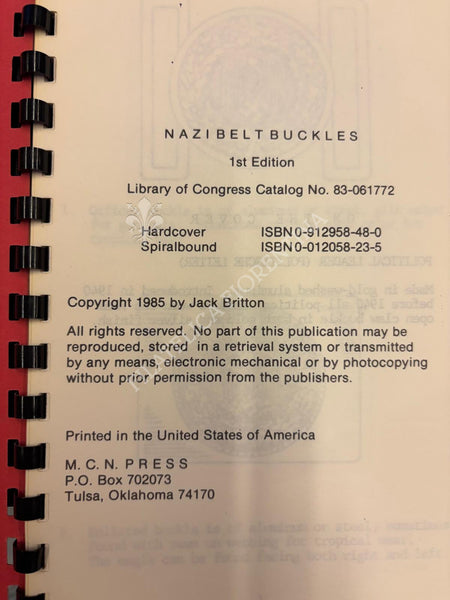 NAZI BELT BUCKLES
1st Edition
Library of Congress Catalog No. 83-061772
Hardcover ISBN 0-912958-48-0
Spiralbound ISBN 0-012058-23-5
Copyright 1985 by Jack Britton
All rights reserved. No part of this publication may be
reproduced, stored in a retrieval system or transmitted
by any means, electronic mechanical or by photocopying
without prior permission from the publishers.
Printed in the United States of America
M.C.N. PRESS
P.O. Box 702073
Tulsa, Oklahoma 74170